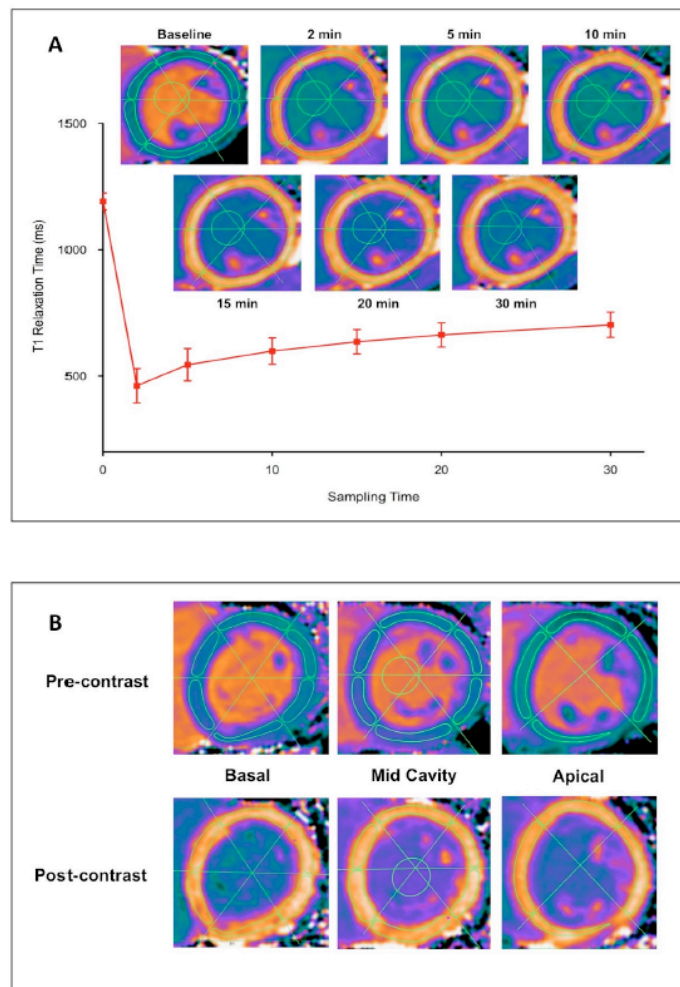 A
Baseline
2 min
5 min
10 min
1500
1000
500
T1 Relaxation Time (ms)
15 min
20 min
30 min
0
10
20
30
Sampling Time
B
Pre-contrast
Basal
Mid Cavity
Apical
Post-contrast